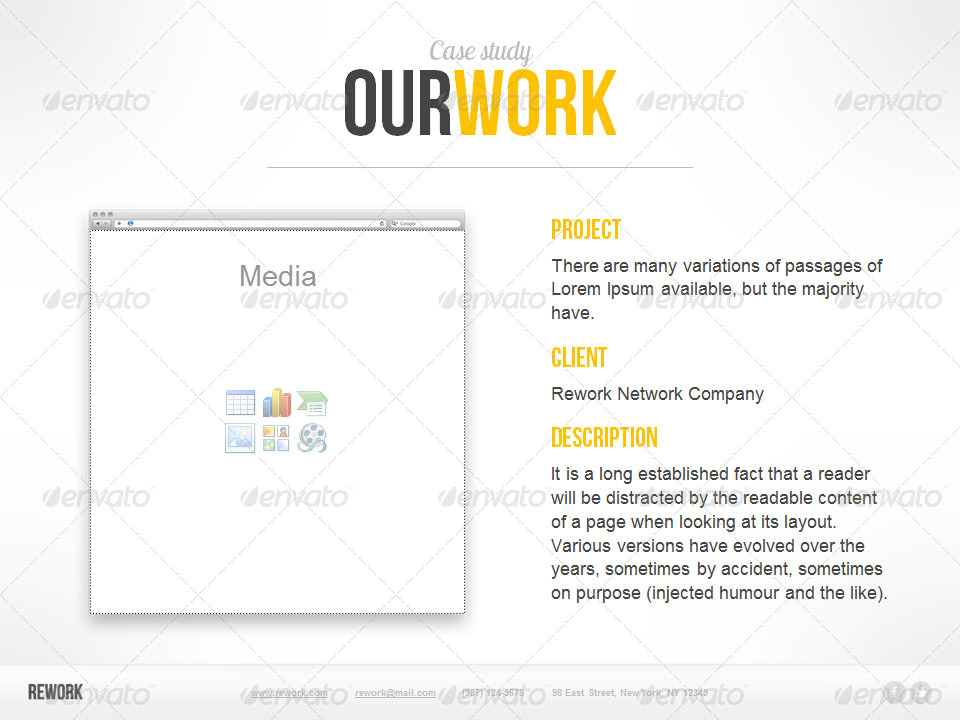 Case study
OURWORK
Google
Media
PROJECT
There are many variations of passages of
Lorem Ipsum available, but the majority
have.
CLIENT
Rework Network Company
DESCRIPTION
It is a long established fact that a reader
will be distracted by the readable content
of a page when looking at its layout.
Various versions have evolved over the
years, sometimes by accident, sometimes
on purpose (injected humour and the like).
REWORK
www.rework.com rework@mail.com (987) 124-5578 98 East Street, NewYork, NY 12345
envato envato envato envato envato
envato envato envato envato envato
envato envato envato envato envato
envato envato envato envato envato